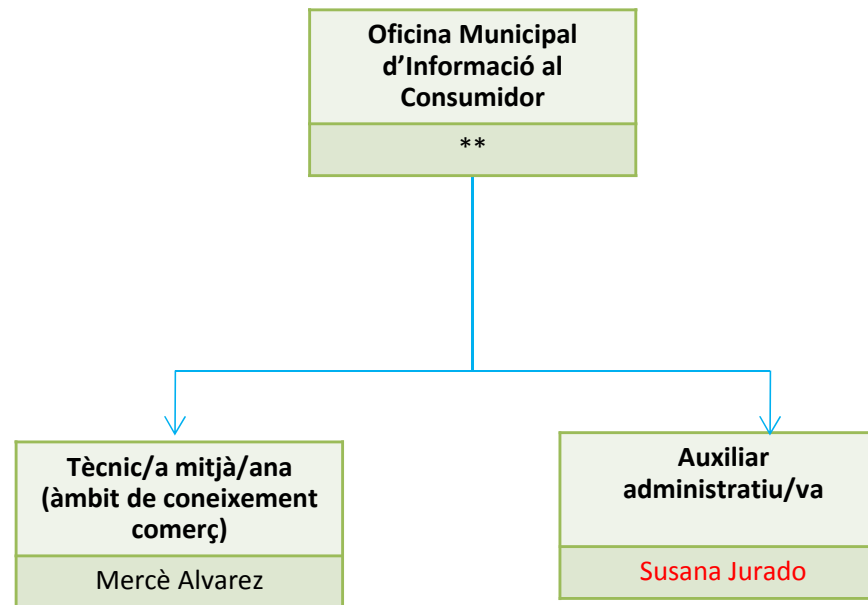 Oficina Municipal
d’Informació al
Consumidor
**
Tècnic/a mitjà/ana
(àmbit de coneixement
comerç)
Mercè Alvarez
Auxiliar
administratiu/va
Susana Jurado